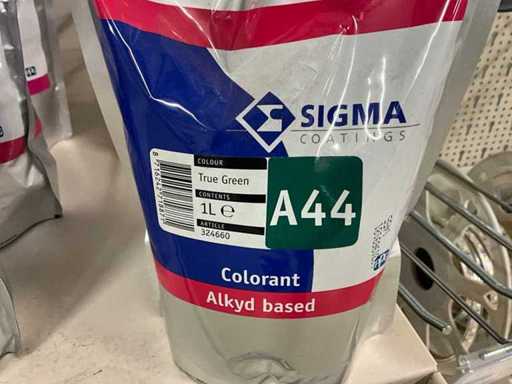 SIGMA
COATINGS
COLOUR
True Green
CONTENTS
1L e
ARTICLE
324660
A44
Colorant
Alkyd based